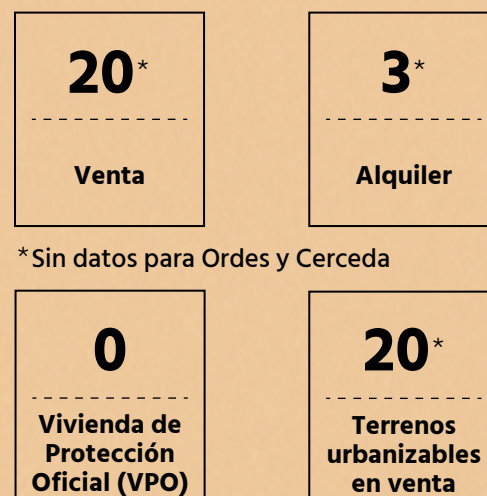 20*
Venta
3*
Alquiler
*Sin datos para Ordes y Cerceda
0
Vivienda de
Protección
Oficial (VPO)
20*
Terrenos
urbanizables
en venta